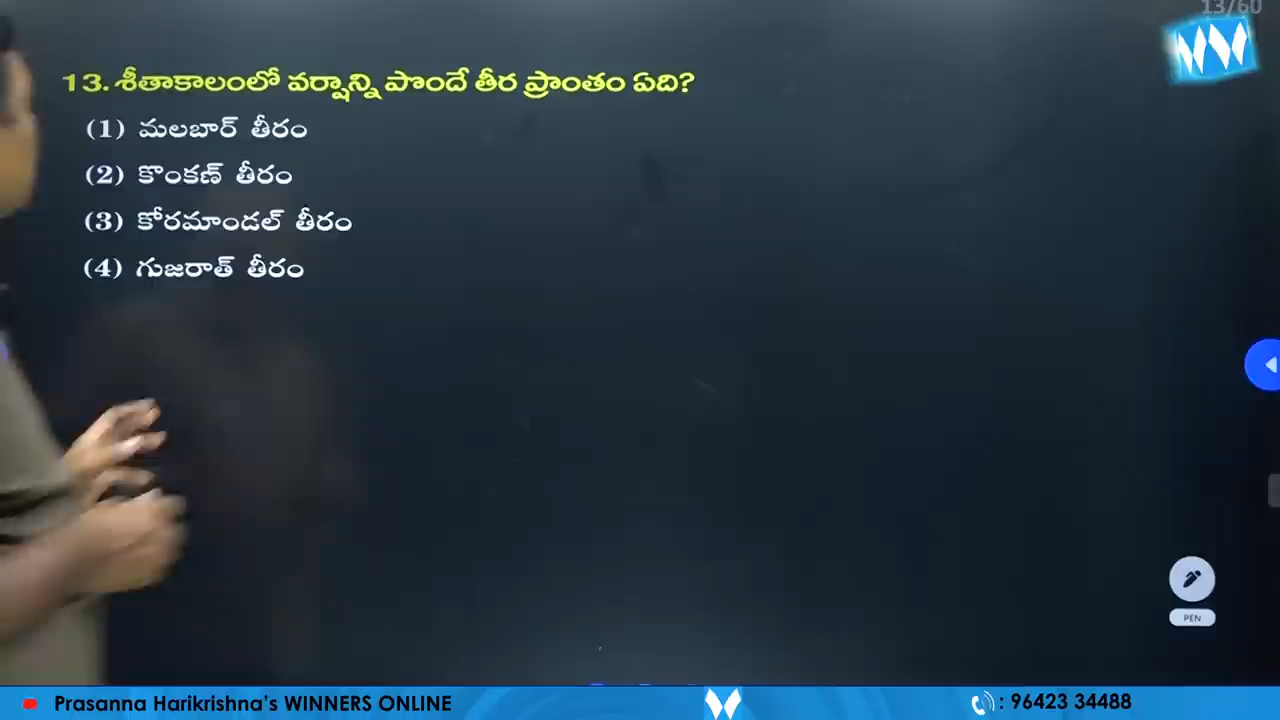 13/60
13. శీతాకాలంలో వర్షాన్ని పొందే తీర ప్రాంతం ఏది?
(1) మలబార్ తీరం
(2) కొంకణ్ తీరం
(3) కోరమాండల్ తీరం
(4) గుజరాత్ తీరం
PEN
Prasanna Harikrishna's WINNERS ONLINE
: 96423 34488